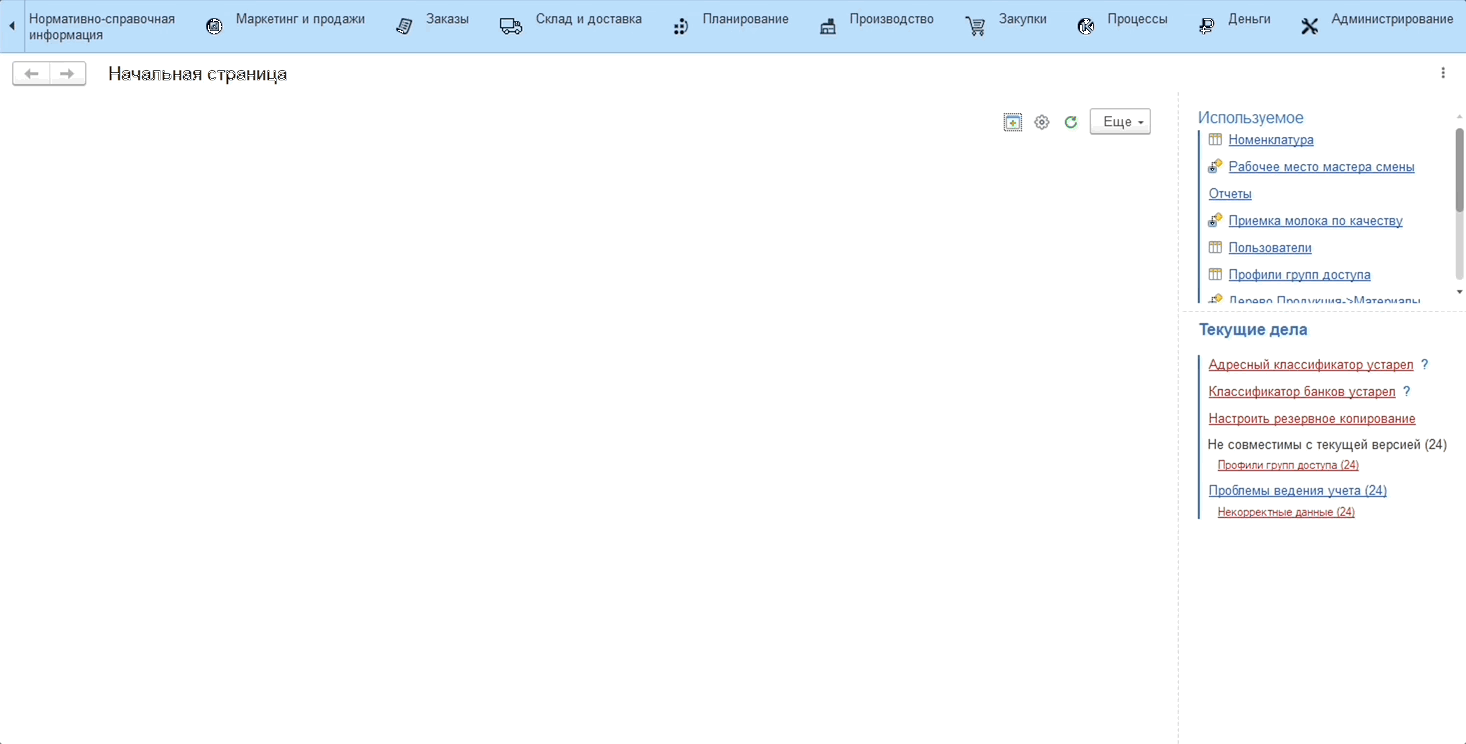 Нормативно-справочная
информация
Маркетинг и продажи
Заказы
Склад и доставка
Планирование
Производство
Закупки
Процессы
Деньги
Администрирование
Начальная страница
Еще
Используемое
Номенклатура
Рабочее место мастера смены
Отчеты
Приемка молока по качеству
Пользователи
Профили групп доступа
Дерево Продукция->Материалы
Текущие дела
Адресный классификатор устарел ?
Классификатор банков устарел ?
Настроить резервное копирование
Не совместимы с текущей версией (24)
Профили групп доступа (24)
Проблемы ведения учета (24)
Некорректные данные (24)